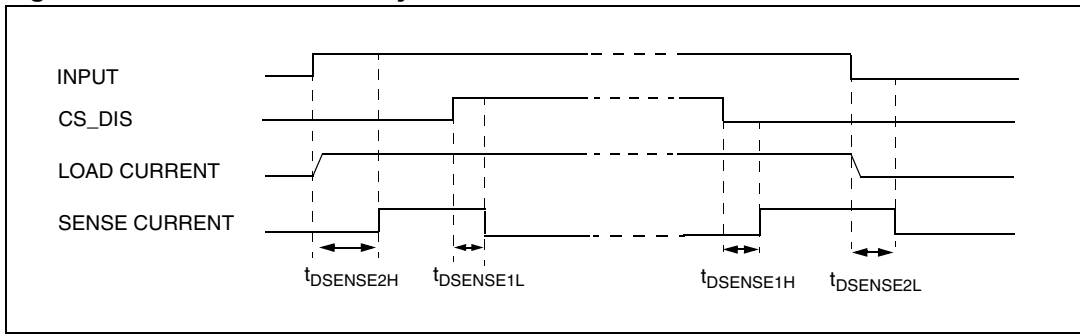 INPUT
CS_DIS
LOAD CURRENT
SENSE CURRENT
tDSENSE2H
tDSENSE1L
tDSENSE1H
tDSENSE2L